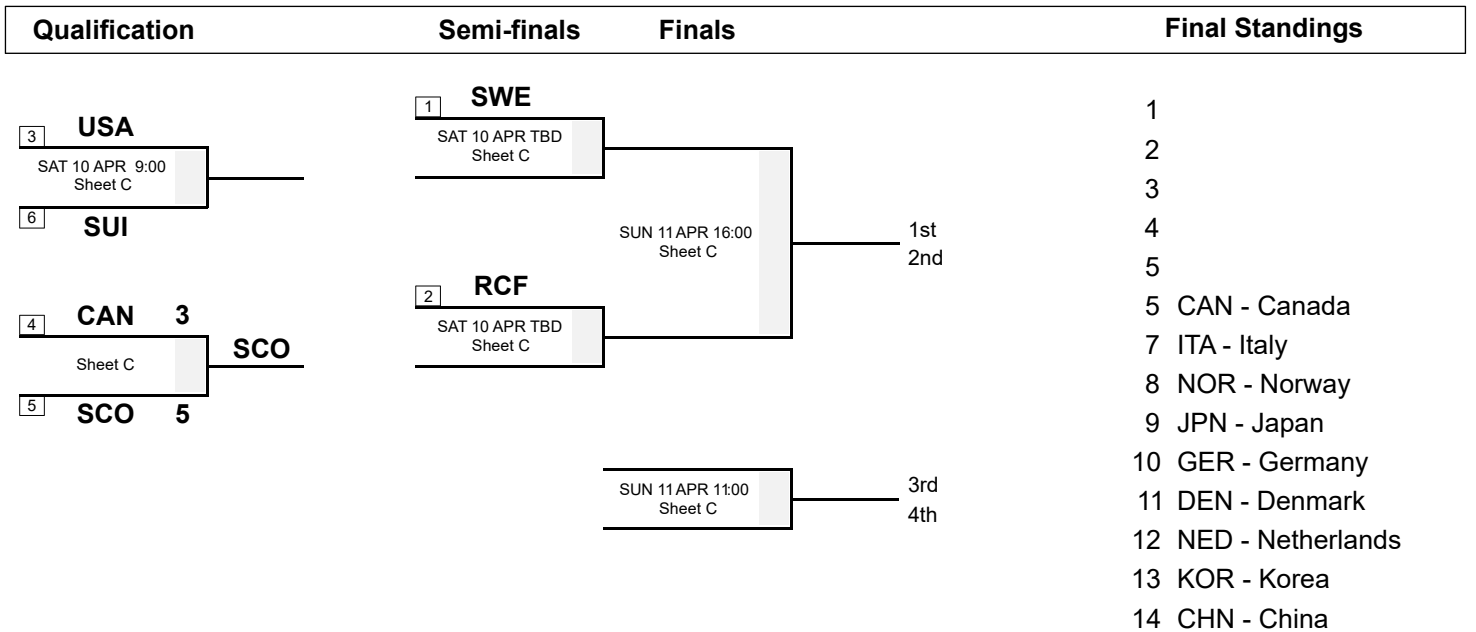 Qualification Semi-finals Finals Final Standings
3 USA
SAT 10 APR 9:00
Sheet C
6 SUI
4 CAN 3
Sheet C
SCO
5 SCO 5
1 SWE
SAT 10 APR TBD
Sheet C
2 RCF
SAT 10 APR TBD
Sheet C
SUN 11 APR 16:00
Sheet C
1st
2nd
SUN 11 APR 11:00
Sheet C
3rd
4th
1
2
3
4
5
5 CAN - Canada
7 ITA - Italy
8 NOR - Norway
9 JPN - Japan
10 GER - Germany
11 DEN - Denmark
12 NED - Netherlands
13 KOR - Korea
14 CHN - China